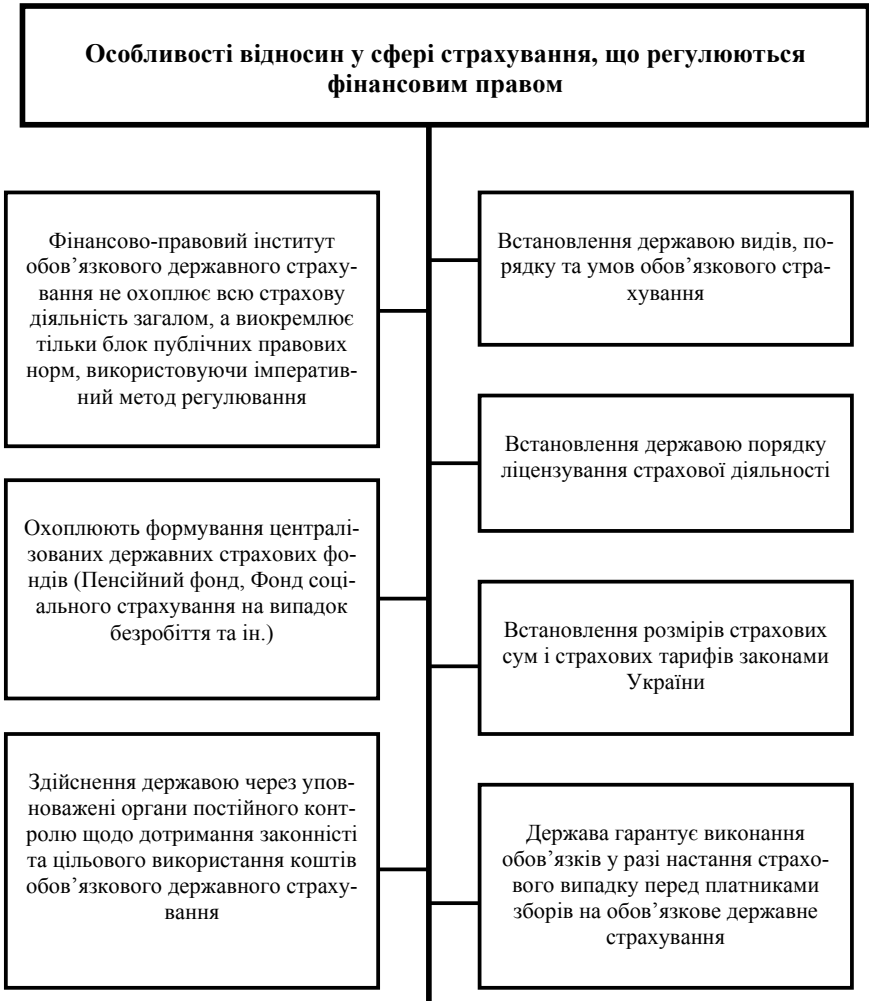 Особливості відносин у сфері страхування, що регулюються
фінансовим правом
Фінансово-правовий інститут
обов’язкового державного страху-
вання не охоплює всю страхову
діяльність загалом, а виокремлює
тільки блок публічних правових
норм, використовуючи імператив-
ний метод регулювання
Встановлення державою видів, по-
рядку та умов обов’язкового стра-
хування
Встановлення державою порядку
ліцензування страхової діяльності
Охоплюють формування централі-
зованих державних страхових фо-
ндів (Пенсійний фонд, Фонд соці-
ального страхування на випадок
безробіття та ін.)
Встановлення розмірів страхових
сум і страхових тарифів законами
України
Здійснення державою через упов-
новажені органи постійного конт-
ролю щодо дотримання законністі
та цільового використання коштів
обов’язкового державного страху-
вання
Держава гарантує виконання
обов’язків у разі настання страхо-
вого випадку перед платниками
зборів на обов’язкове державне
страхування